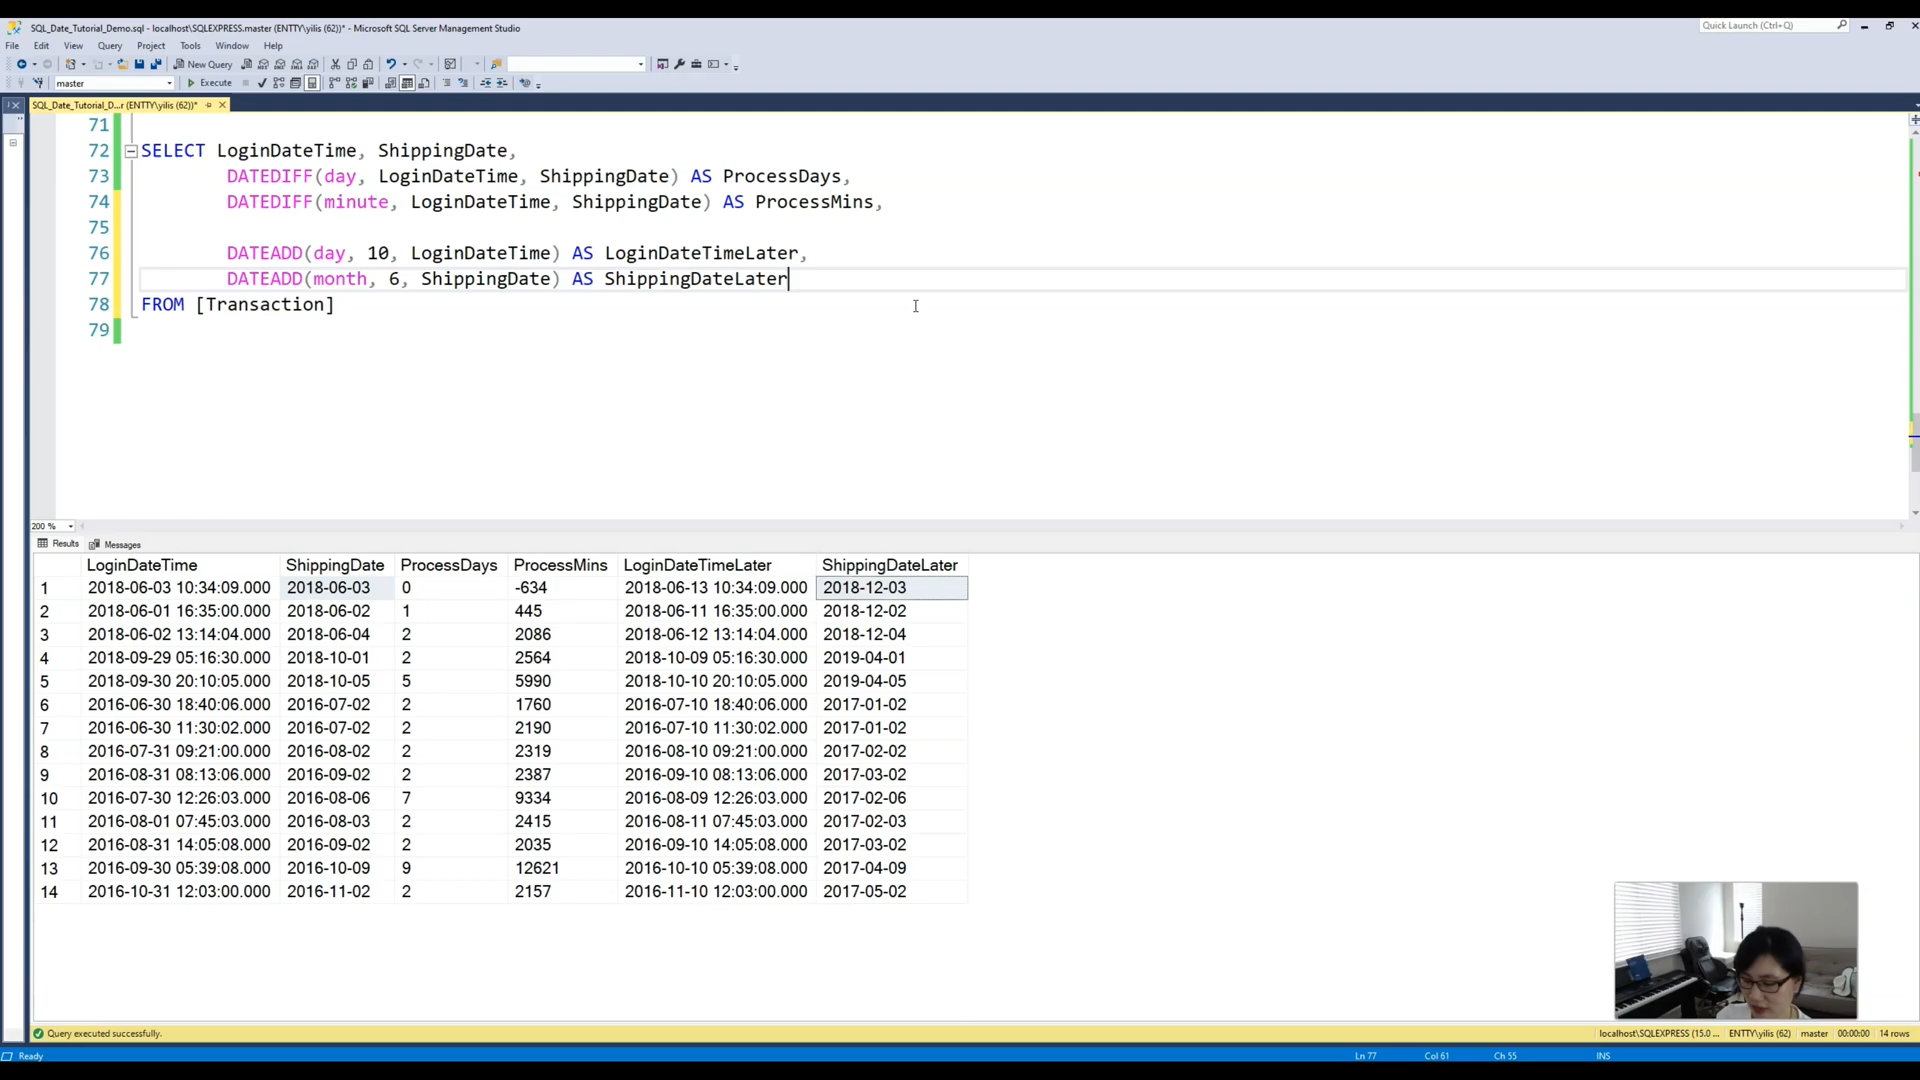 SQL_Date_Tutorial_Demo.sql - localhost\SQLEXPRESS.master (ENTTY\yilis (62))* - Microsoft SQL Server Management Studio
Quick Launch (Ctrl+Q)
File Edit View Query Project Tools Window Help
New Query
master Execute
SQL_Date_Tutorial_D...r (ENTTY\yilis (62))*
71
72 SELECT LoginDateTime, ShippingDate,
73 DATEDIFF(day, LoginDateTime, ShippingDate) AS ProcessDays,
74 DATEDIFF(minute, LoginDateTime, ShippingDate) AS ProcessMins,
75
76 DATEADD(day, 10, LoginDateTime) AS LoginDateTimeLater,
77 DATEADD(month, 6, ShippingDate) AS ShippingDateLater
78 FROM [Transaction]
79
200 %
Results Messages
LoginDateTime ShippingDate ProcessDays ProcessMins LoginDateTimeLater ShippingDateLater
1 2018-06-03 10:34:09.000 2018-06-03 0 -634 2018-06-13 10:34:09.000 2018-12-03
2 2018-06-01 16:35:00.000 2018-06-02 1 445 2018-06-11 16:35:00.000 2018-12-02
3 2018-06-02 13:14:04.000 2018-06-04 2 2086 2018-06-12 13:14:04.000 2018-12-04
4 2018-09-29 05:16:30.000 2018-10-01 2 2564 2018-10-09 05:16:30.000 2019-04-01
5 2018-09-30 20:10:05.000 2018-10-05 5 5990 2018-10-10 20:10:05.000 2019-04-05
6 2016-06-30 18:40:06.000 2016-07-02 2 1760 2016-07-10 18:40:06.000 2017-01-02
7 2016-06-30 11:30:02.000 2016-07-02 2 2190 2016-07-10 11:30:02.000 2017-01-02
8 2016-07-31 09:21:00.000 2016-08-02 2 2319 2016-08-10 09:21:00.000 2017-02-02
9 2016-08-31 08:13:06.000 2016-09-02 2 2387 2016-09-10 08:13:06.000 2017-03-02
10 2016-07-30 12:26:03.000 2016-08-06 7 9334 2016-08-09 12:26:03.000 2017-02-06
11 2016-08-01 07:45:03.000 2016-08-03 2 2415 2016-08-11 07:45:03.000 2017-02-03
12 2016-08-31 14:05:08.000 2016-09-02 2 2035 2016-09-10 14:05:08.000 2017-03-02
13 2016-09-30 05:39:08.000 2016-10-09 9 12621 2016-10-10 05:39:08.000 2017-04-09
14 2016-10-31 12:03:00.000 2016-11-02 2 2157 2016-11-10 12:03:00.000 2017-05-02
Query executed successfully. localhost\SQLEXPRESS (15.0 ... ENTTY\yilis (62) master 00:00:00 14 rows
Ready Ln 77 Col 61 Ch 55 INS